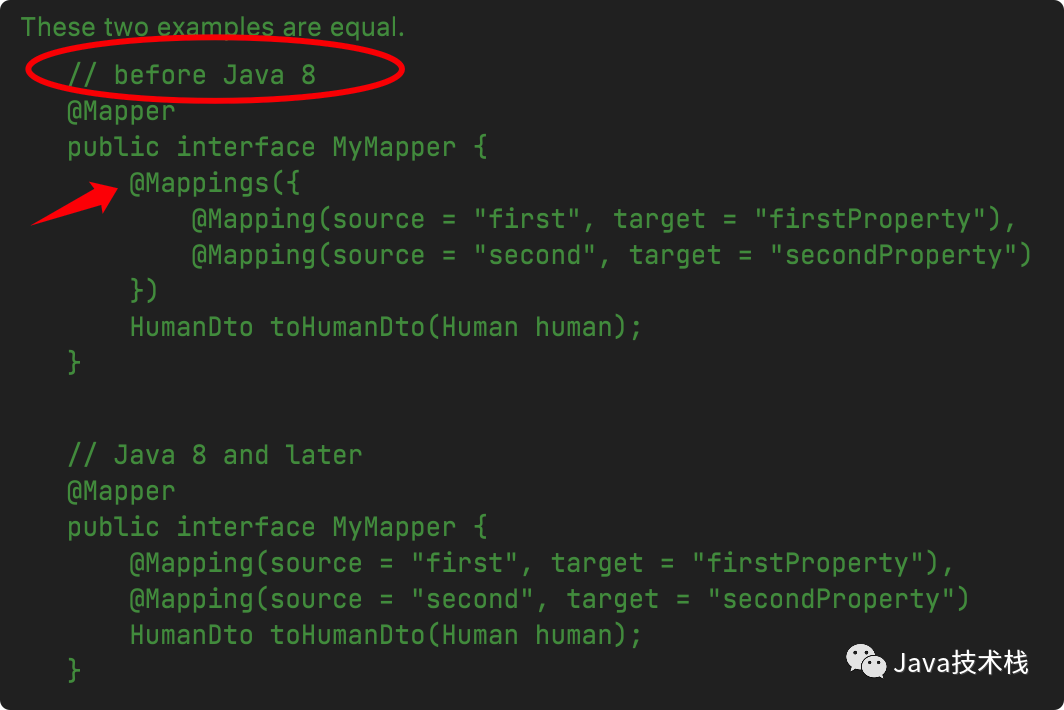 These two examples are equal.
// before Java 8
@Mapper
public interface MyMapper {
@Mappings({
@Mapping(source = "first", target = "firstProperty"),
@Mapping(source = "second", target = "secondProperty")
})
HumanDto toHumanDto(Human human);
}
// Java 8 and later
@Mapper
public interface MyMapper {
@Mapping(source = "first", target = "firstProperty"),
@Mapping(source = "second", target = "secondProperty")
HumanDto toHumanDto(Human human);
}
Java技术栈